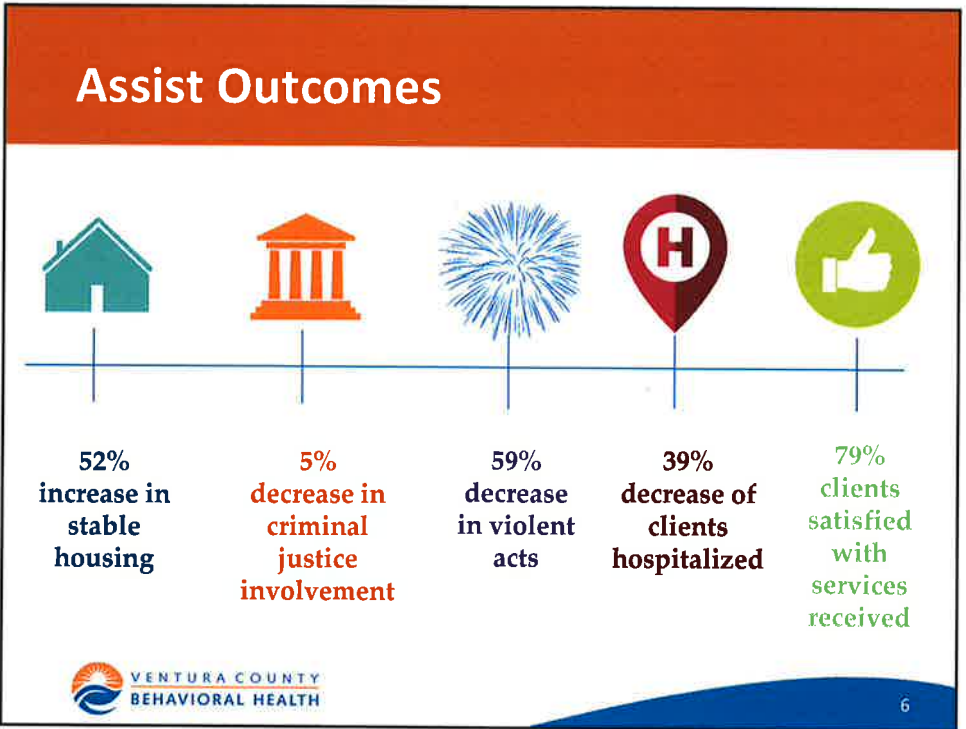 Assist Outcomes
H
52%
increase in
stable
housing
5%
decrease in
criminal
justice
involvement
59%
decrease
in violent
acts
39%
decrease of
clients
hospitalized
79%
clients
satisfied
with
services
received
VENTURA COUNTY
BEHAVIORAL HEALTH
6